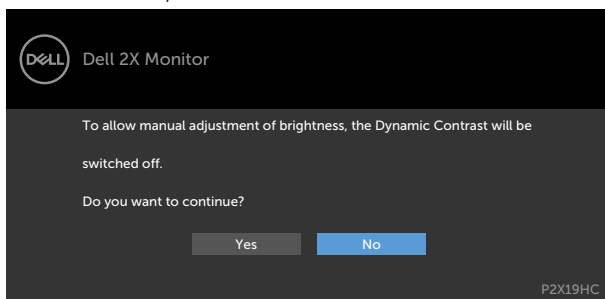 DELL
Dell 2X Monitor
To allow manual adjustment of brightness, the Dynamic Contrast will be
switched off.
Do you want to continue?
Yes No
P2X19HC